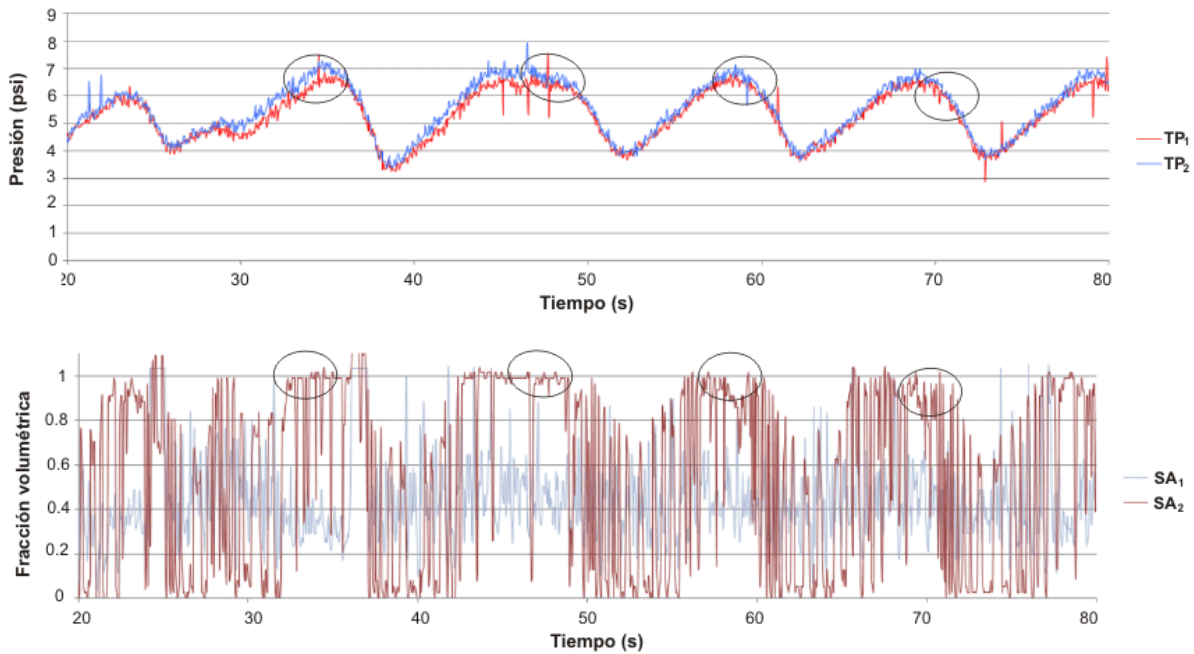 9
8
7
6
5
4
3
2
1
0
Presión (psi)
20 30 40 50 60 70 80
Tiempo (s)
TP₁
TP₂
1
0.8
0.6
0.4
0.2
0
Fracción volumétrica
20 30 40 50 60 70 80
Tiempo (s)
SA₁
SA₂